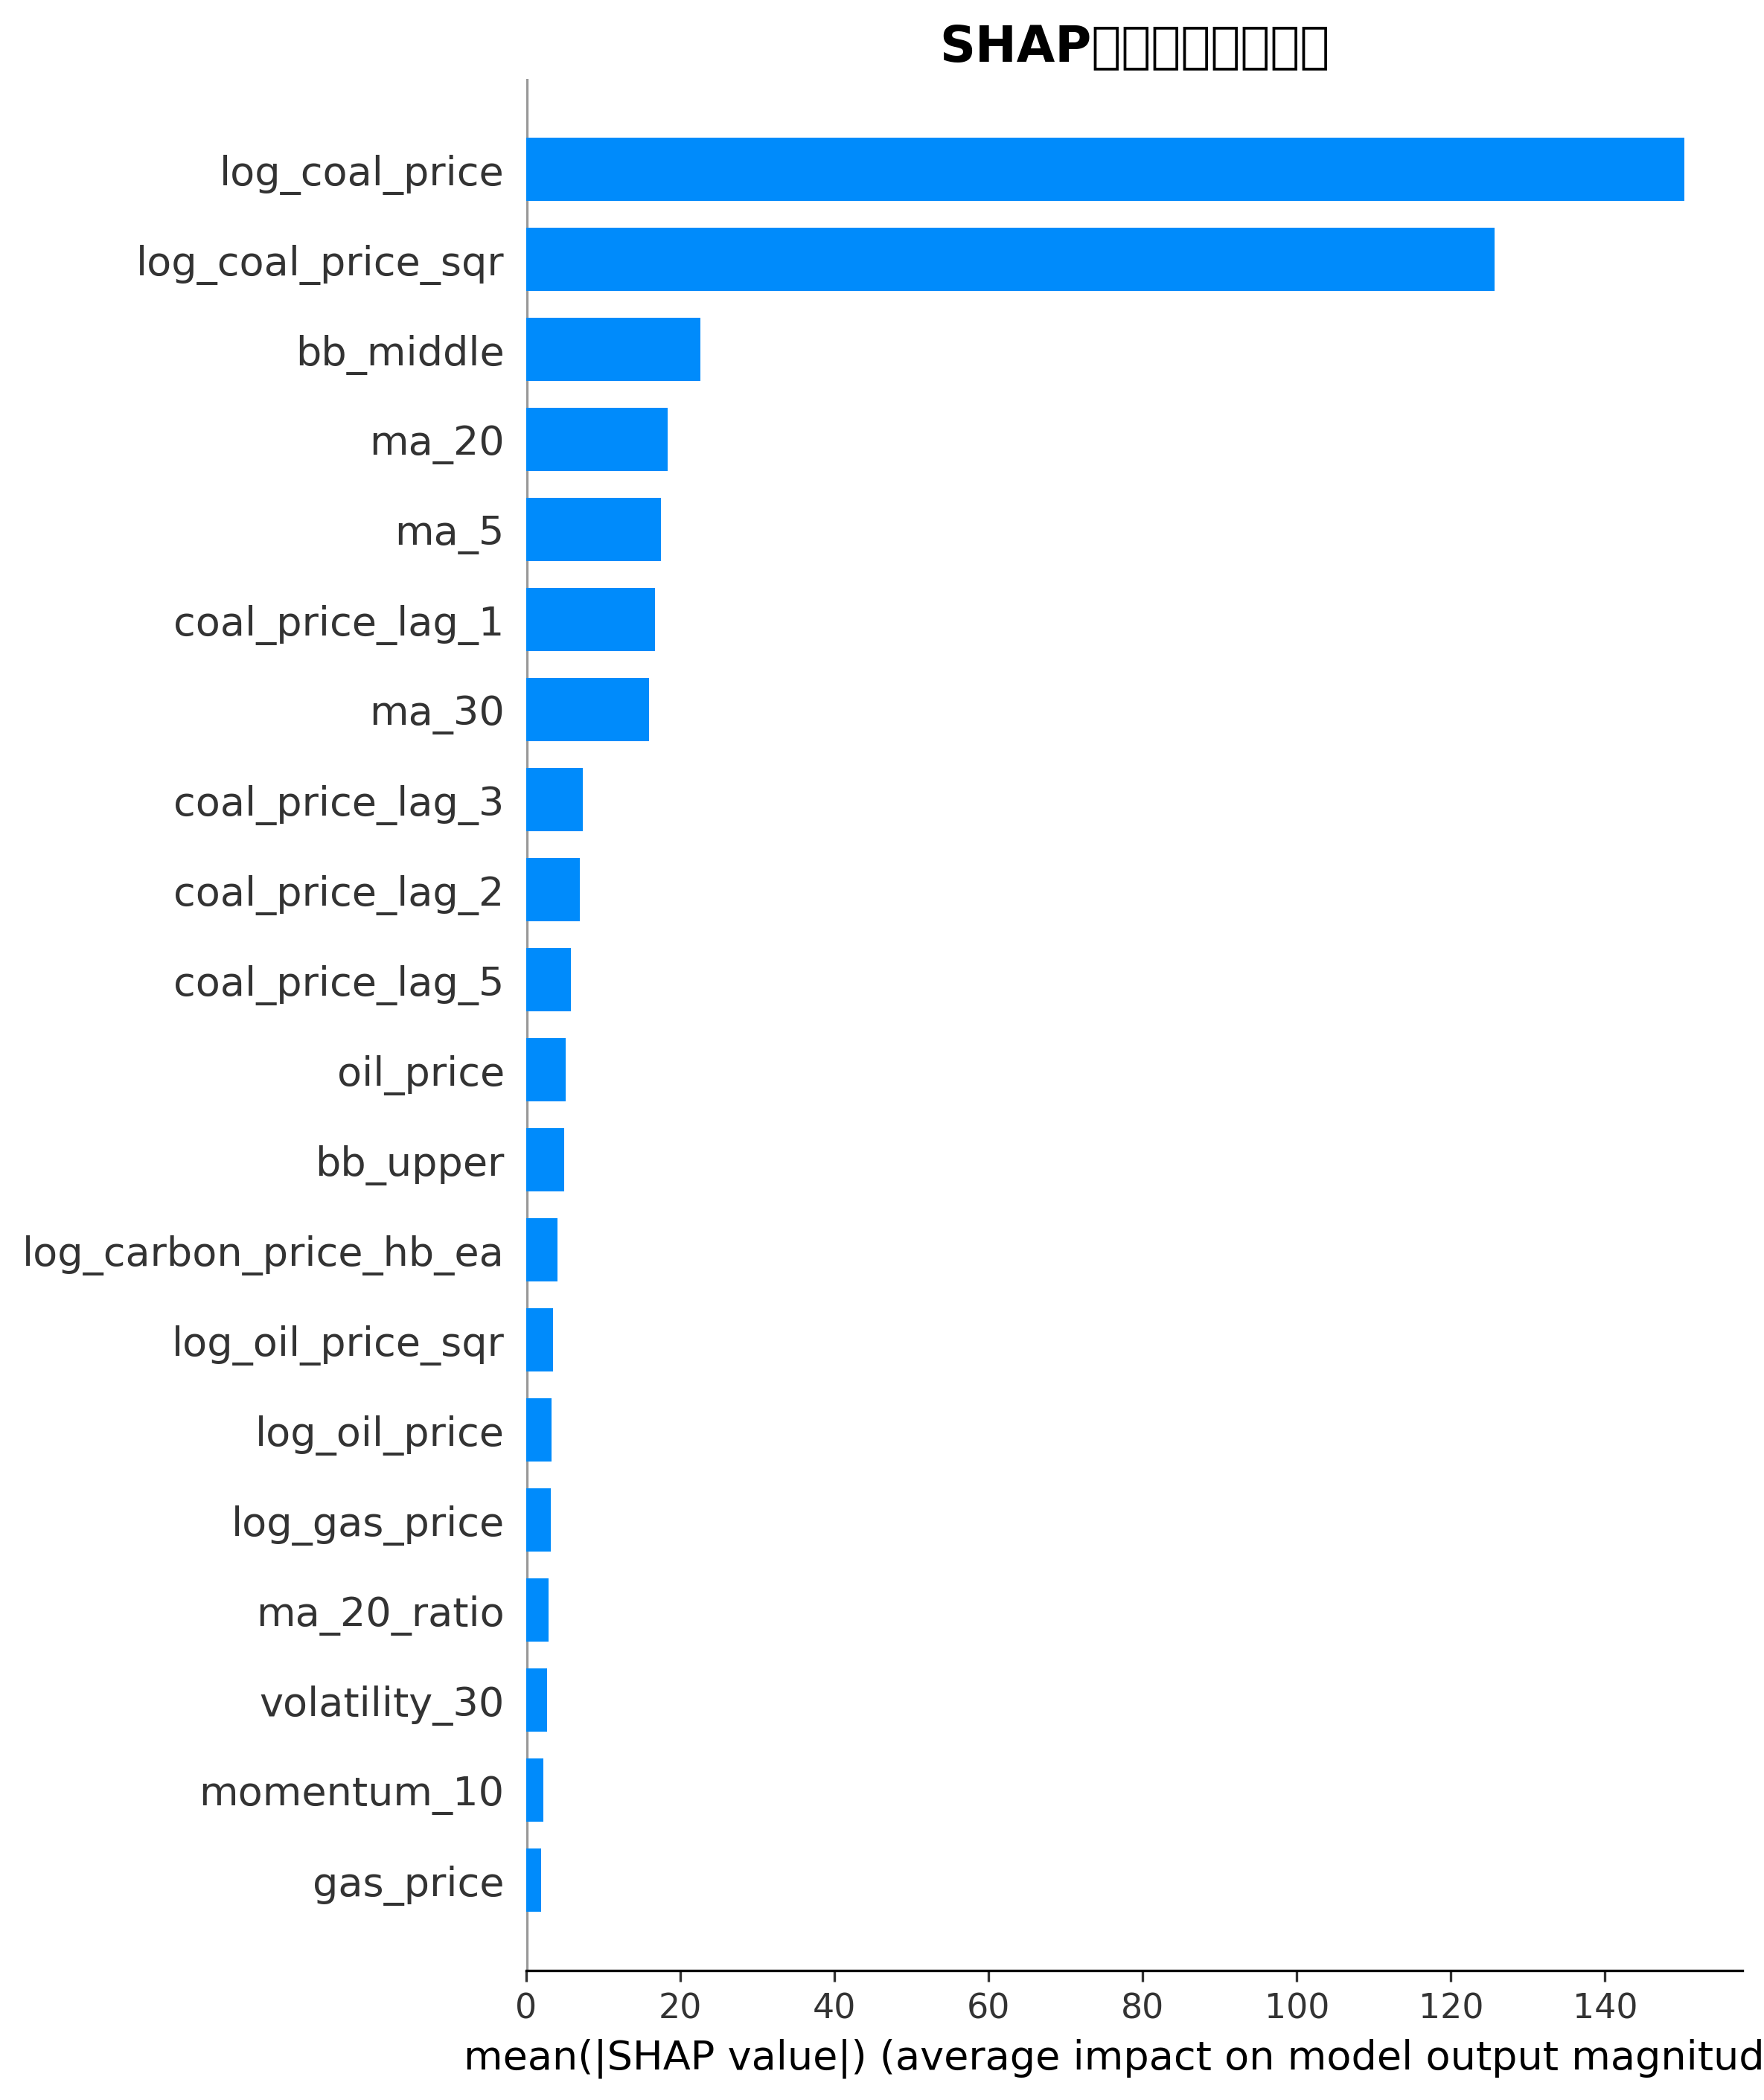 SHAP
log_coal_price
log_coal_price_sqr
bb_middle
ma_20
ma_5
coal_price_lag_1
ma_30
coal_price_lag_3
coal_price_lag_2
coal_price_lag_5
oil_price
bb_upper
log_carbon_price_hb_ea
log_oil_price_sqr
log_oil_price
log_gas_price
ma_20_ratio
volatility_30
momentum_10
gas_price
0 20 40 60 80 100 120 140
mean(|SHAP value|) (average impact on model output magnitud